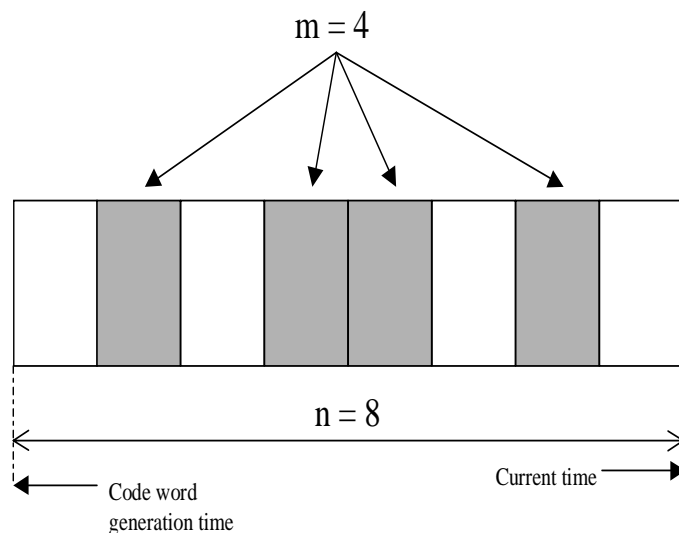 m = 4
n = 8
Current time
Code word
generation time